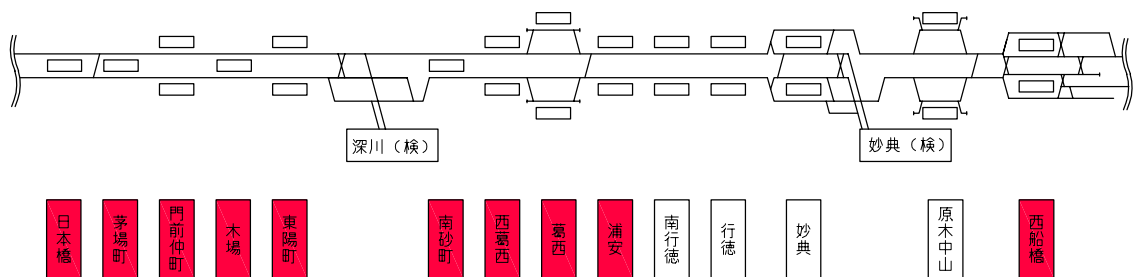 深川（検）
妙典（検）
日本橋
茅場町
門前仲町
木場
東陽町
南砂町
西葛西
葛西
浦安
南行徳
行徳
妙典
原木中山
西船橋